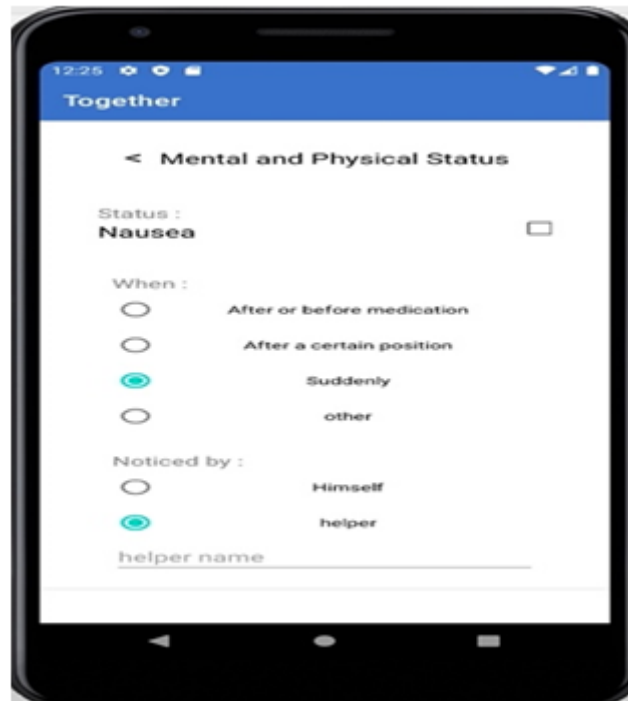 12:25
Together
< Mental and Physical Status
Status :
Nausea
When :
After or before medication
After a certain position
Suddenly
other
Noticed by :
Himself
helper
helper name